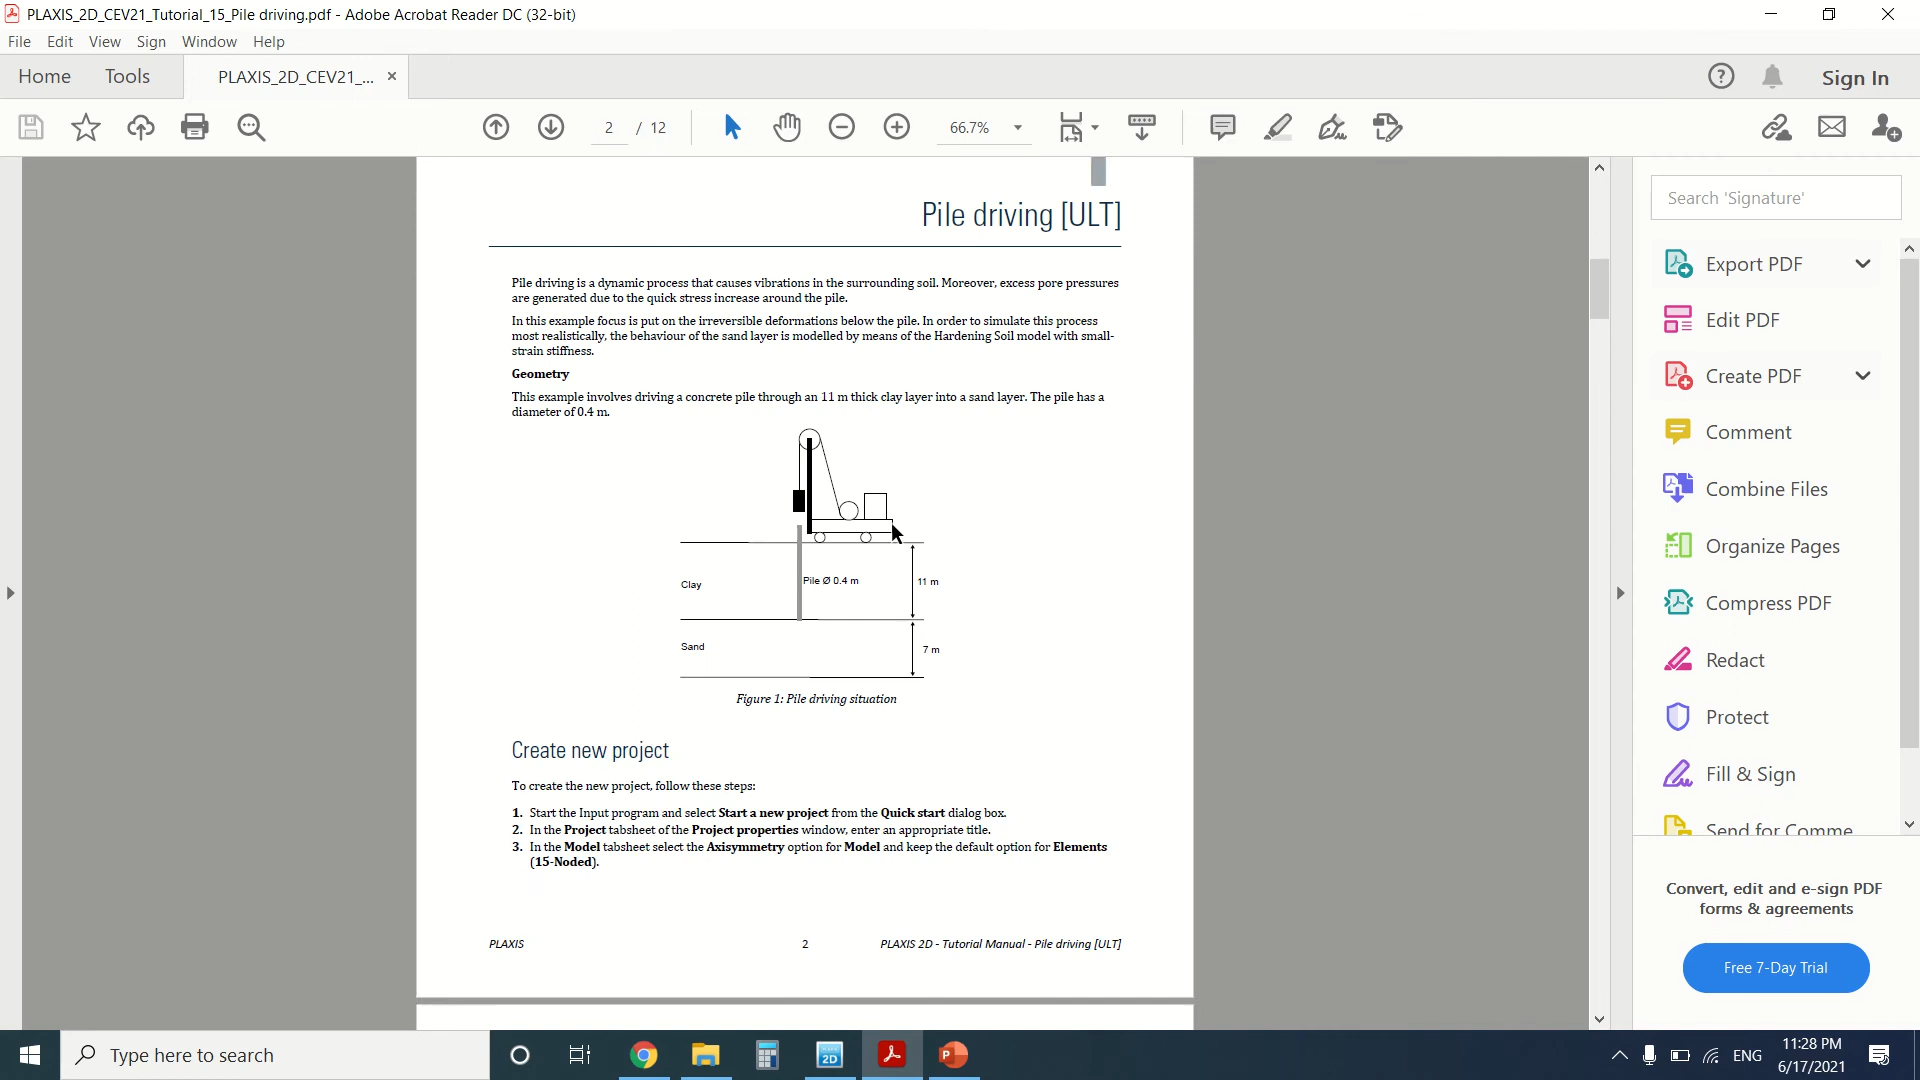 PLAXIS_2D_CEV21_Tutorial_15_Pile driving.pdf - Adobe Acrobat Reader DC (32-bit)
File Edit View Sign Window Help
Home Tools PLAXIS_2D_CEV21_... × Sign In
2 / 12 66.7%
Search 'Signature'
Pile driving [ULT]
Pile driving is a dynamic process that causes vibrations in the surrounding soil. Moreover, excess pore pressures
are generated due to the quick stress increase around the pile.
In this example focus is put on the irreversible deformations below the pile. In order to simulate this process
most realistically, the behaviour of the sand layer is modelled by means of the Hardening Soil model with small-
strain stiffness.
Geometry
This example involves driving a concrete pile through an 11 m thick clay layer into a sand layer. The pile has a
diameter of 0.4 m.
Clay
Pile Ø 0.4 m
11 m
Sand
7 m
Figure 1: Pile driving situation
Create new project
To create the new project, follow these steps:
1. Start the Input program and select Start a new project from the Quick start dialog box.
2. In the Project tabsheet of the Project properties window, enter an appropriate title.
3. In the Model tabsheet select the Axisymmetry option for Model and keep the default option for Elements
(15-Noded).
PLAXIS 2 PLAXIS 2D - Tutorial Manual - Pile driving [ULT]
Export PDF
Edit PDF
Create PDF
Comment
Combine Files
Organize Pages
Compress PDF
Redact
Protect
Fill & Sign
Send for Comme
Convert, edit and e-sign PDF
forms & agreements
Free 7-Day Trial
Type here to search
2D
P
ENG
11:28 PM
6/17/2021